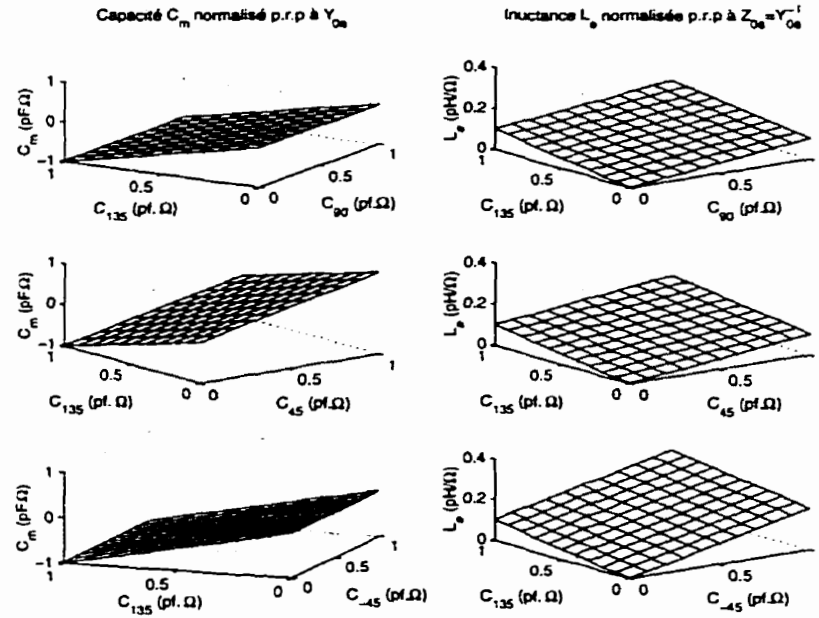 Capacité C_m normalisé p.r.p à Y_0e
Inuctance L_e normalisée p.r.p à Z_0e=Y_0e^-1
C_m (pFΩ)
1
0
-1
1
0.5
0
C_135 (pf. Ω)
0
0.5
1
C_90 (pf.Ω)
L_e (pH/Ω)
0.4
0.2
0
1
0.5
0
C_135 (pf. Ω)
0
0.5
1
C_90 (pf.Ω)
C_m (pFΩ)
1
0
-1
1
0.5
0
C_135 (pf. Ω)
0
0.5
1
C_45 (pf.Ω)
L_e (pH/Ω)
0.4
0.2
0
1
0.5
0
C_135 (pf. Ω)
0
0.5
1
C_45 (pf.Ω)
C_m (pFΩ)
1
0
-1
1
0.5
0
C_135 (pf. Ω)
0
0.5
1
C_-45 (pf.Ω)
L_e (pH/Ω)
0.4
0.2
0
1
0.5
0
C_135 (pf. Ω)
0
0.5
1
C_-45 (pf.Ω)